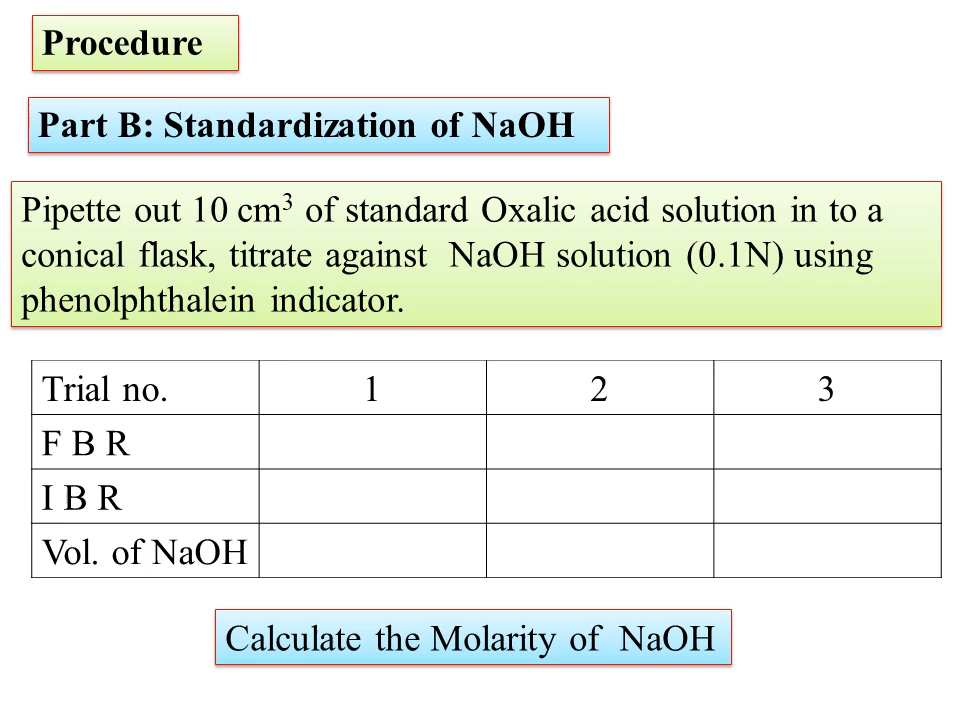 Procedure
Part B: Standardization of NaOH
Pipette out 10 cm³ of standard Oxalic acid solution in to a
conical flask, titrate against NaOH solution (0.1N) using
phenolphthalein indicator.
Trial no. 1 2 3
F B R
I B R
Vol. of NaOH
Calculate the Molarity of NaOH